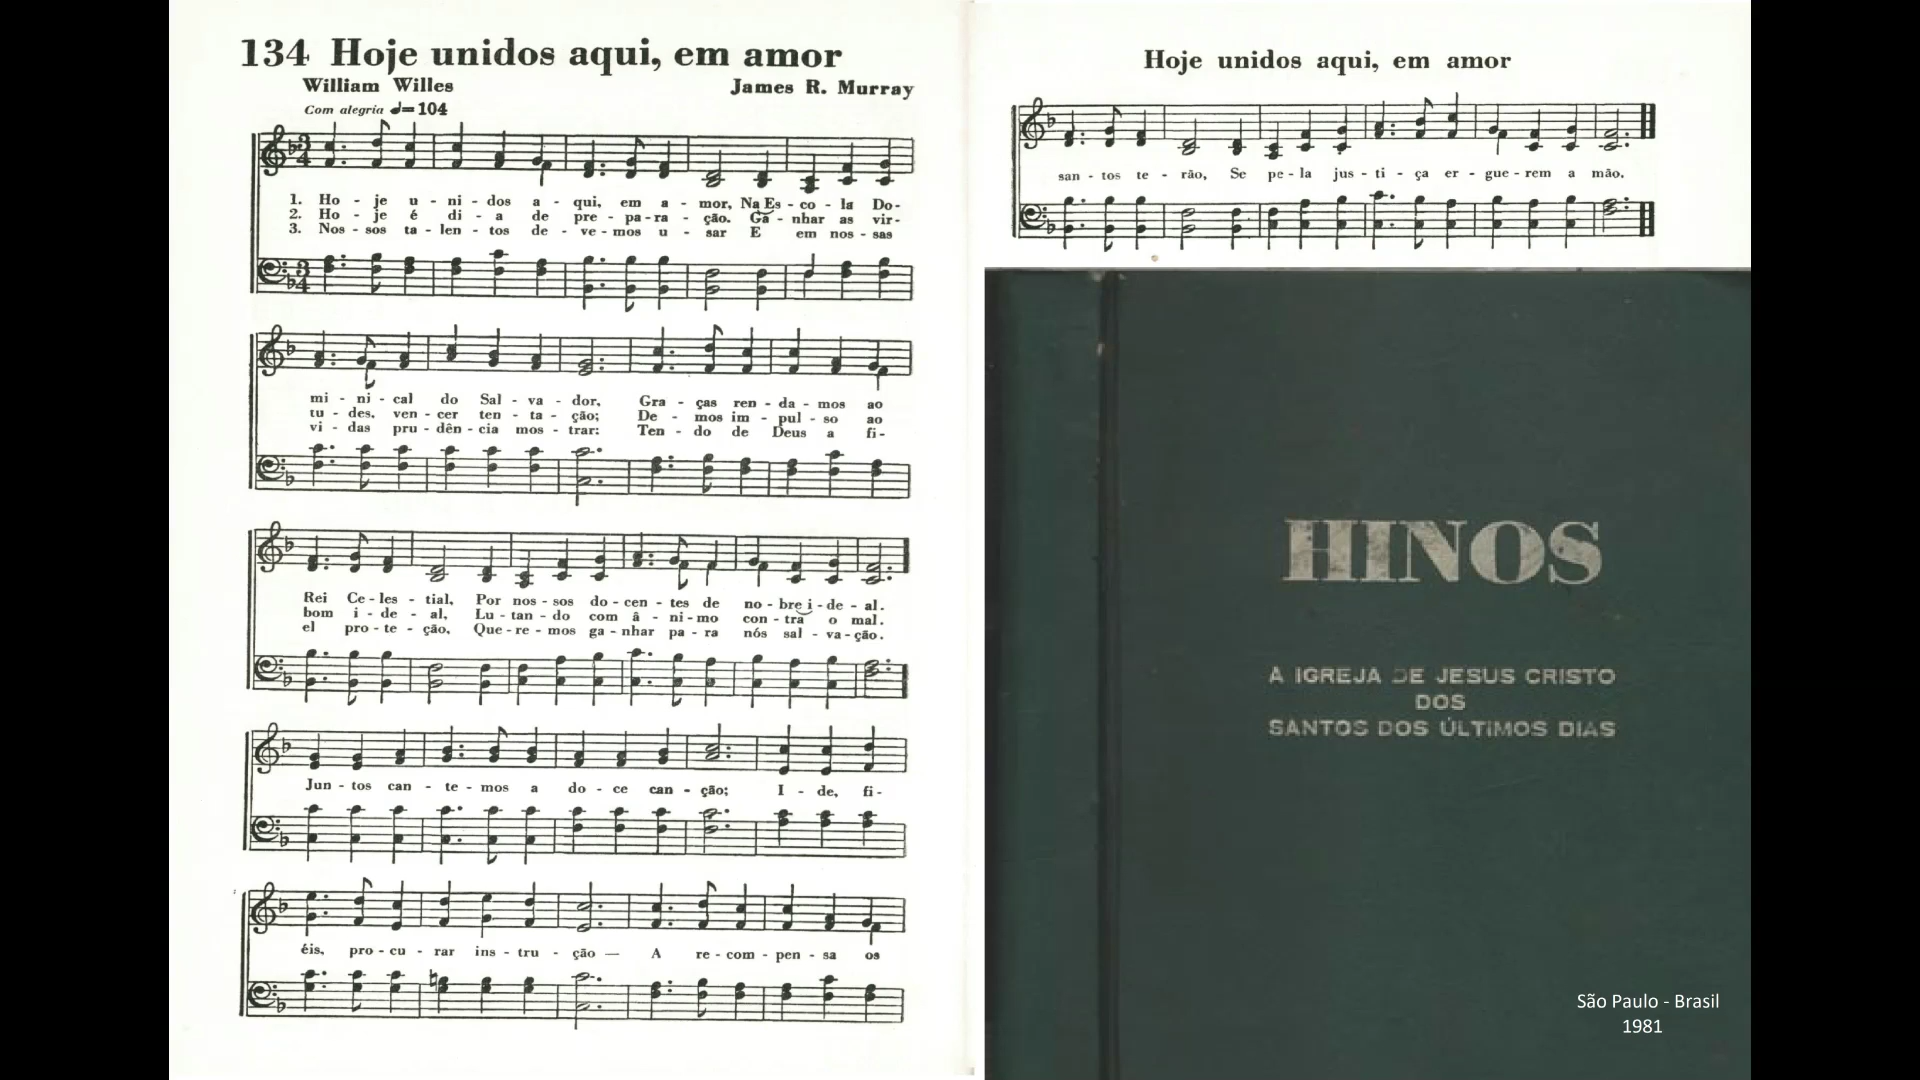 134 Hoje unidos aqui, em amor
William Willes James R. Murray
Com alegria ♩= 104
1. Ho - je u - ni - dos a - qui, em a - mor, Na Es - co - la Do-
2. Ho - je é di - a de pre - pa - ra - ção. Ga - nhar as vir-
3. Nos - sos ta - len - tos de - ve - mos u - sar E em nos - sas
mi - ni - cal do Sal - va - dor, Gra - ças ren - da - mos ao
tu - des, ven - cer ten - ta - ção; De - mos im - pul - so ao
vi - das pru - dên - cia mos - trar: Ten - do de Deus a fi-
Rei Ce - les - tial, Por nos - sos do - cen - tes de no - bre i - de - al.
bom i - de - al, Lu - tan - do com â - ni - mo con - tra o mal.
el pro - te - ção, Que - re - mos ga - nhar pa - ra nós sal - va - ção.
Jun - tos can - te - mos a do - ce can - ção; I - de, fi-
éis, pro - cu - rar ins - tru - ção — A re - com - pen - sa os
Hoje unidos aqui, em amor
san - tos te - rão, Se pe - la jus - ti - ça er - gue - rem a mão.
HINOS
A IGREJA DE JESUS CRISTO
DOS
SANTOS DOS ÚLTIMOS DIAS
São Paulo - Brasil
1981